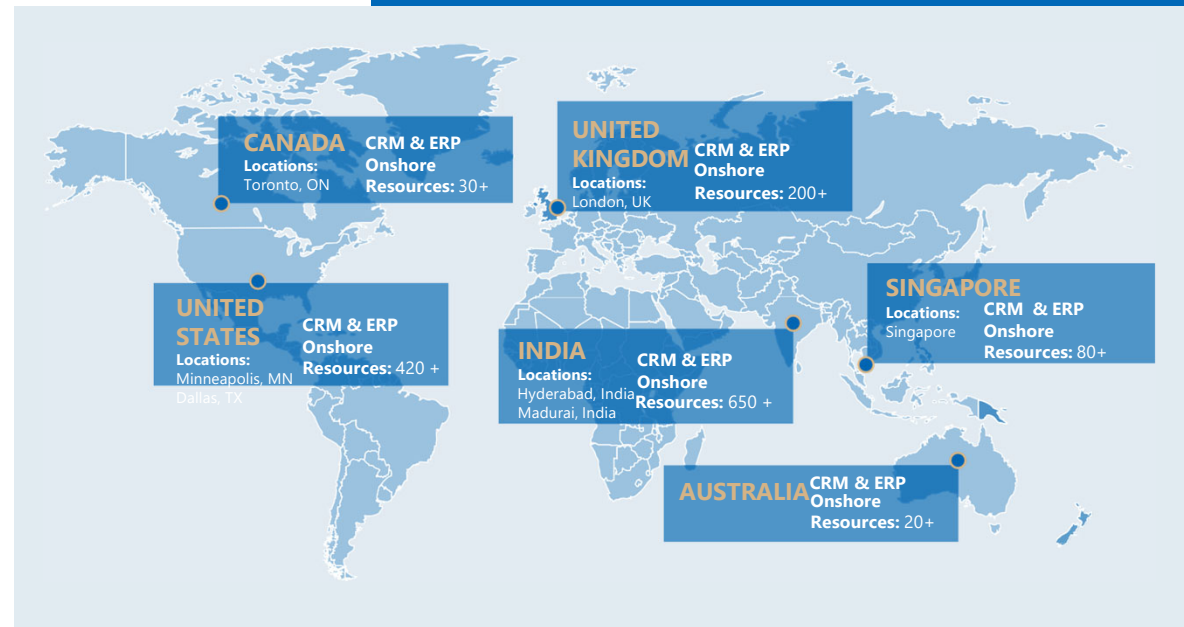 CANADA
Locations:
Toronto, ON
CRM & ERP
Onshore
Resources: 30+
UNITED
KINGDOM
Locations:
London, UK
CRM & ERP
Onshore
Resources: 200+
UNITED
STATES
Locations:
Minneapolis, MN
Dallas, TX
CRM & ERP
Onshore
Resources: 420 +
INDIA
Locations:
Hyderabad, India
Madurai, India
CRM & ERP
Onshore
Resources: 650 +
SINGAPORE
Locations:
Singapore
CRM & ERP
Onshore
Resources: 80+
AUSTRALIA
CRM & ERP
Onshore
Resources: 20+